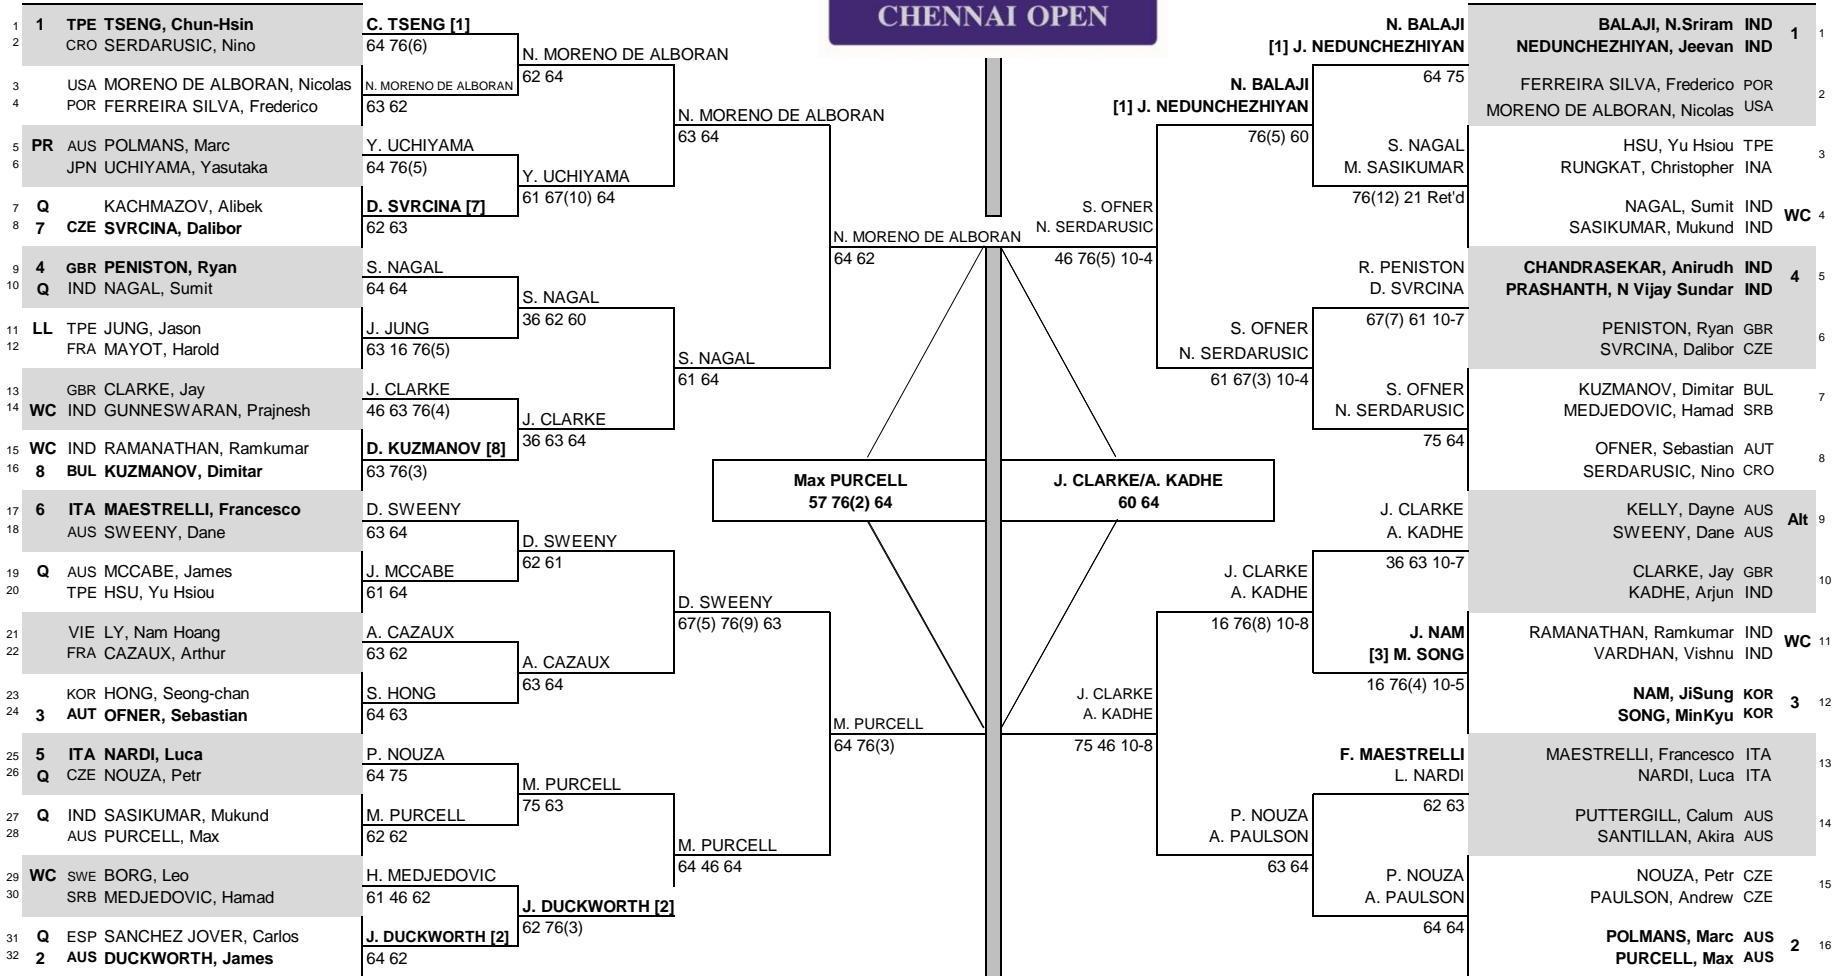 CHENNAI OPEN
1 1 TPE TSENG, Chun-Hsin
2 CRO SERDARUSIC, Nino
3 USA MORENO DE ALBORAN, Nicolas
4 POR FERREIRA SILVA, Frederico
5 PR AUS POLMANS, Marc
6 JPN UCHIYAMA, Yasutaka
7 Q KACHMAZOV, Alibek
8 7 CZE SVRCINA, Dalibor
9 4 GBR PENISTON, Ryan
10 Q IND NAGAL, Sumit
11 LL TPE JUNG, Jason
12 FRA MAYOT, Harold
13 GBR CLARKE, Jay
14 WC IND GUNNESWARAN, Prajnesh
15 WC IND RAMANATHAN, Ramkumar
16 8 BUL KUZMANOV, Dimitar
17 6 ITA MAESTRELLI, Francesco
18 AUS SWEENY, Dane
19 Q AUS MCCABE, James
20 TPE HSU, Yu Hsiou
21 VIE LY, Nam Hoang
22 FRA CAZAUX, Arthur
23 KOR HONG, Seong-chan
24 3 AUT OFNER, Sebastian
25 5 ITA NARDI, Luca
26 Q CZE NOUZA, Petr
27 Q IND SASIKUMAR, Mukund
28 AUS PURCELL, Max
29 WC SWE BORG, Leo
30 SRB MEDJEDOVIC, Hamad
31 Q ESP SANCHEZ JOVER, Carlos
32 2 AUS DUCKWORTH, James
C. TSENG [1]
64 76(6)
N. MORENO DE ALBORAN
63 62
Y. UCHIYAMA
64 76(5)
D. SVRCINA [7]
62 63
S. NAGAL
64 64
J. JUNG
63 16 76(5)
J. CLARKE
46 63 76(4)
D. KUZMANOV [8]
63 76(3)
D. SWEENY
63 64
J. MCCABE
61 64
A. CAZAUX
63 62
S. HONG
64 63
P. NOUZA
64 75
M. PURCELL
62 62
H. MEDJEDOVIC
61 46 62
J. DUCKWORTH [2]
64 62
N. MORENO DE ALBORAN
62 64
Y. UCHIYAMA
61 67(10) 64
S. NAGAL
36 62 60
J. CLARKE
36 63 64
D. SWEENY
62 61
A. CAZAUX
63 64
M. PURCELL
75 63
J. DUCKWORTH [2]
62 76(3)
N. MORENO DE ALBORAN
63 64
S. NAGAL
61 64
D. SWEENY
67(5) 76(9) 63
M. PURCELL
64 46 64
N. MORENO DE ALBORAN
64 62
M. PURCELL
64 76(3)
Max PURCELL
57 76(2) 64
J. CLARKE/A. KADHE
60 64
S. OFNER
N. SERDARUSIC
46 76(5) 10-4
J. CLARKE
A. KADHE
75 46 10-8
N. BALAJI
[1] J. NEDUNCHEZHIYAN
76(5) 60
S. OFNER
N. SERDARUSIC
61 67(3) 10-4
J. CLARKE
A. KADHE
16 76(8) 10-8
P. NOUZA
A. PAULSON
63 64
N. BALAJI
[1] J. NEDUNCHEZHIYAN
64 75
S. NAGAL
M. SASIKUMAR
76(12) 21 Ret'd
R. PENISTON
D. SVRCINA
67(7) 61 10-7
S. OFNER
N. SERDARUSIC
75 64
J. CLARKE
A. KADHE
36 63 10-7
J. NAM
[3] M. SONG
16 76(4) 10-5
F. MAESTRELLI
L. NARDI
62 63
P. NOUZA
A. PAULSON
64 64
BALAJI, N.Sriram IND
NEDUNCHEZHIYAN, Jeevan IND
1 1
FERREIRA SILVA, Frederico POR
MORENO DE ALBORAN, Nicolas USA
2
HSU, Yu Hsiou TPE
RUNGKAT, Christopher INA
3
NAGAL, Sumit IND
SASIKUMAR, Mukund IND
WC 4
CHANDRASEKAR, Anirudh IND
PRASHANTH, N Vijay Sundar IND
4 5
PENISTON, Ryan GBR
SVRCINA, Dalibor CZE
6
KUZMANOV, Dimitar BUL
MEDJEDOVIC, Hamad SRB
7
OFNER, Sebastian AUT
SERDARUSIC, Nino CRO
8
KELLY, Dayne AUS
SWEENY, Dane AUS
Alt 9
CLARKE, Jay GBR
KADHE, Arjun IND
10
RAMANATHAN, Ramkumar IND
VARDHAN, Vishnu IND
WC 11
NAM, JiSung KOR
SONG, MinKyu KOR
3 12
MAESTRELLI, Francesco ITA
NARDI, Luca ITA
13
PUTTERGILL, Calum AUS
SANTILLAN, Akira AUS
14
NOUZA, Petr CZE
PAULSON, Andrew CZE
15
POLMANS, Marc AUS
PURCELL, Max AUS
2 16